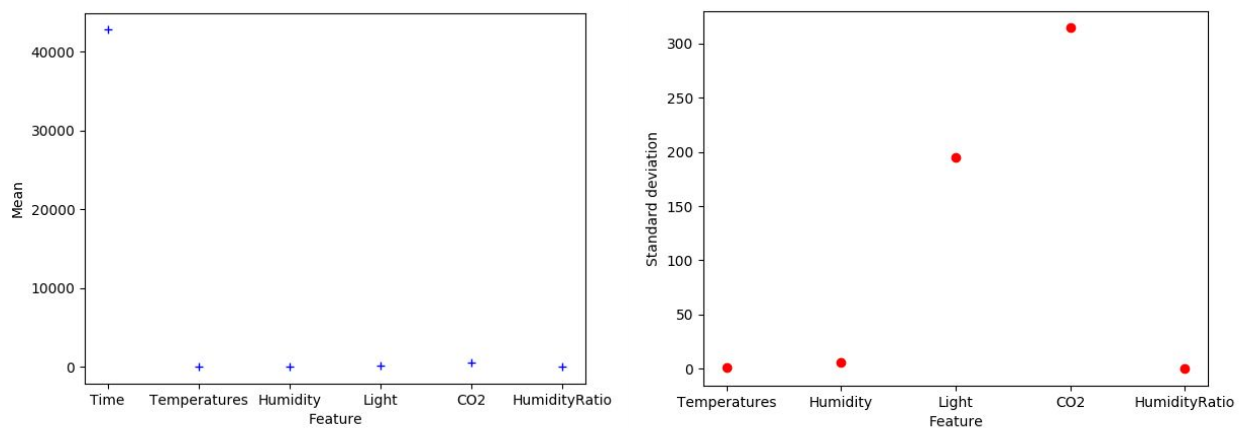 40000
30000
20000
10000
0
Mean
Time Temperatures Humidity Light CO2 HumidityRatio
Feature
300
250
200
150
100
50
0
Standard deviation
Temperatures Humidity Light CO2 HumidityRatio
Feature